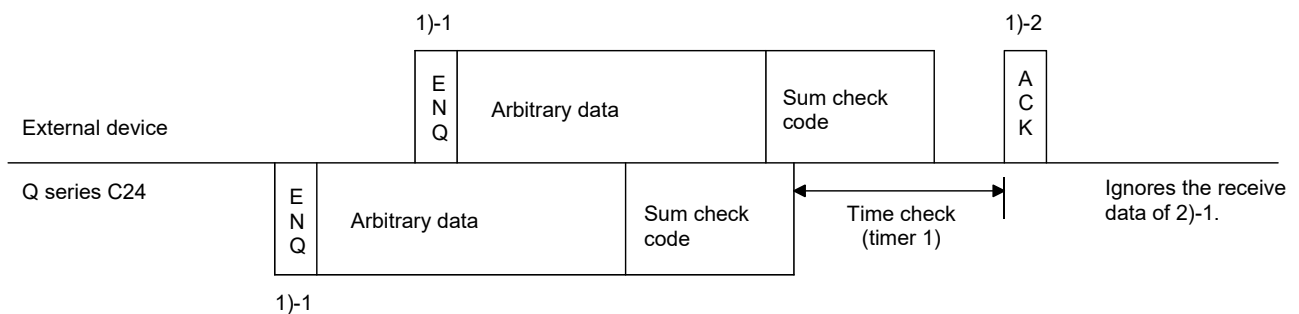 1)-1
1)-2
E
N
Q
Arbitrary data
Sum check
code
A
C
K
External device
Q series C24
E
N
Q
Arbitrary data
Sum check
code
Time check
(timer 1)
Ignores the receive
data of 2)-1.
1)-1